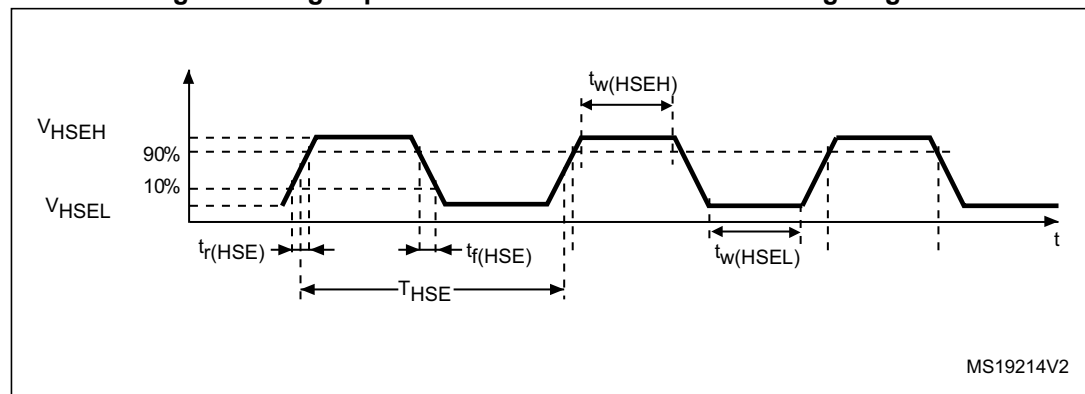 tw(HSEH)
VHSEH
90%
10%
VHSEL
tr(HSE)
tf(HSE)
tw(HSEL)
t
THSE
MS19214V2